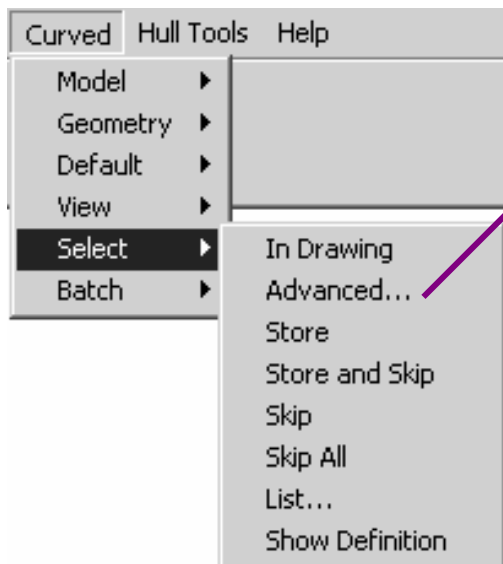 Curved Hull Tools Help
Model
Geometry
Default
View
Select
Batch
In Drawing
Advanced...
Store
Store and Skip
Skip
Skip All
List...
Show Definition